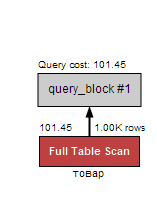 Query cost: 101.45
query_block #1
101.45 1.00K rows
Full Table Scan
товар